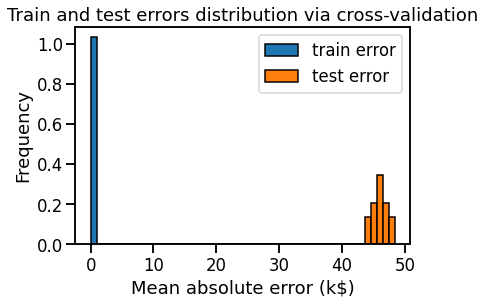 Train and test errors distribution via cross-validation
train error
test error
Frequency
1.0
0.8
0.6
0.4
0.2
0.0
0 10 20 30 40 50
Mean absolute error (k$)